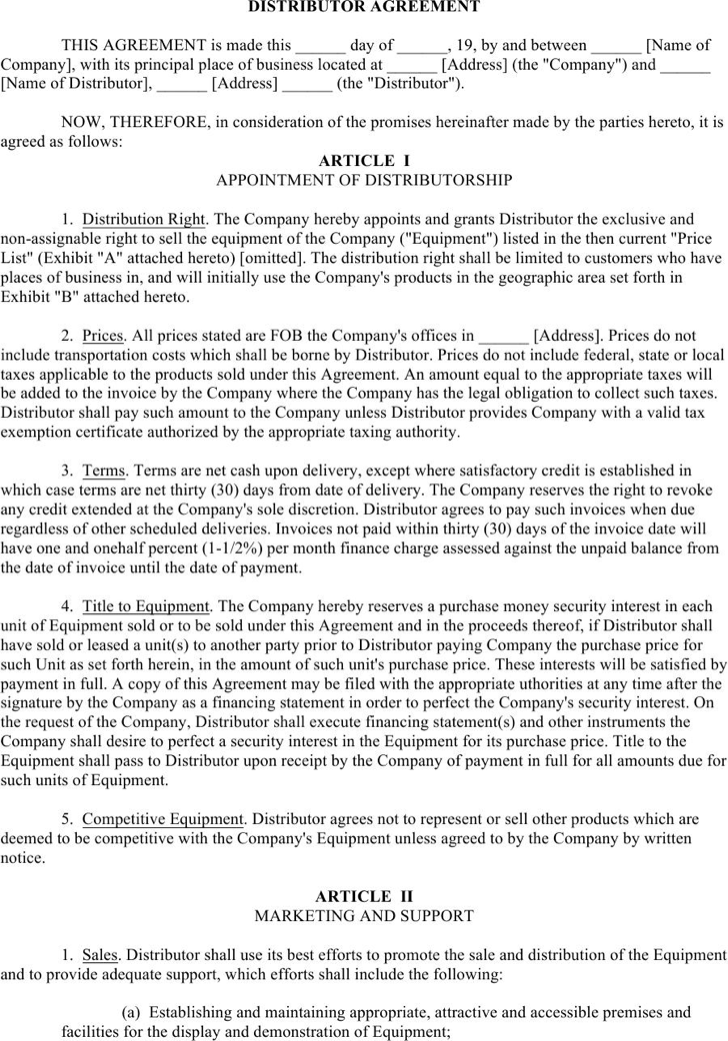 DISTRIBUTOR AGREEMENT
THIS AGREEMENT is made this ______ day of ______, 19, by and between ______ [Name of
Company], with its principal place of business located at ______ [Address] (the "Company") and ______
[Name of Distributor], ______ [Address] ______ (the "Distributor").
NOW, THEREFORE, in consideration of the promises hereinafter made by the parties hereto, it is
agreed as follows:
ARTICLE I
APPOINTMENT OF DISTRIBUTORSHIP
1. Distribution Right. The Company hereby appoints and grants Distributor the exclusive and
non-assignable right to sell the equipment of the Company ("Equipment") listed in the then current "Price
List" (Exhibit "A" attached hereto) [omitted]. The distribution right shall be limited to customers who have
places of business in, and will initially use the Company's products in the geographic area set forth in
Exhibit "B" attached hereto.
2. Prices. All prices stated are FOB the Company's offices in ______ [Address]. Prices do not
include transportation costs which shall be borne by Distributor. Prices do not include federal, state or local
taxes applicable to the products sold under this Agreement. An amount equal to the appropriate taxes will
be added to the invoice by the Company where the Company has the legal obligation to collect such taxes.
Distributor shall pay such amount to the Company unless Distributor provides Company with a valid tax
exemption certificate authorized by the appropriate taxing authority.
3. Terms. Terms are net cash upon delivery, except where satisfactory credit is established in
which case terms are net thirty (30) days from date of delivery. The Company reserves the right to revoke
any credit extended at the Company's sole discretion. Distributor agrees to pay such invoices when due
regardless of other scheduled deliveries. Invoices not paid within thirty (30) days of the invoice date will
have one and onehalf percent (1-1/2%) per month finance charge assessed against the unpaid balance from
the date of invoice until the date of payment.
4. Title to Equipment. The Company hereby reserves a purchase money security interest in each
unit of Equipment sold or to be sold under this Agreement and in the proceeds thereof, if Distributor shall
have sold or leased a unit(s) to another party prior to Distributor paying Company the purchase price for
such Unit as set forth herein, in the amount of such unit's purchase price. These interests will be satisfied by
payment in full. A copy of this Agreement may be filed with the appropriate uthorities at any time after the
signature by the Company as a financing statement in order to perfect the Company's security interest. On
the request of the Company, Distributor shall execute financing statement(s) and other instruments the
Company shall desire to perfect a security interest in the Equipment for its purchase price. Title to the
Equipment shall pass to Distributor upon receipt by the Company of payment in full for all amounts due for
such units of Equipment.
5. Competitive Equipment. Distributor agrees not to represent or sell other products which are
deemed to be competitive with the Company's Equipment unless agreed to by the Company by written
notice.
ARTICLE II
MARKETING AND SUPPORT
1. Sales. Distributor shall use its best efforts to promote the sale and distribution of the Equipment
and to provide adequate support, which efforts shall include the following:
(a) Establishing and maintaining appropriate, attractive and accessible premises and
facilities for the display and demonstration of Equipment;